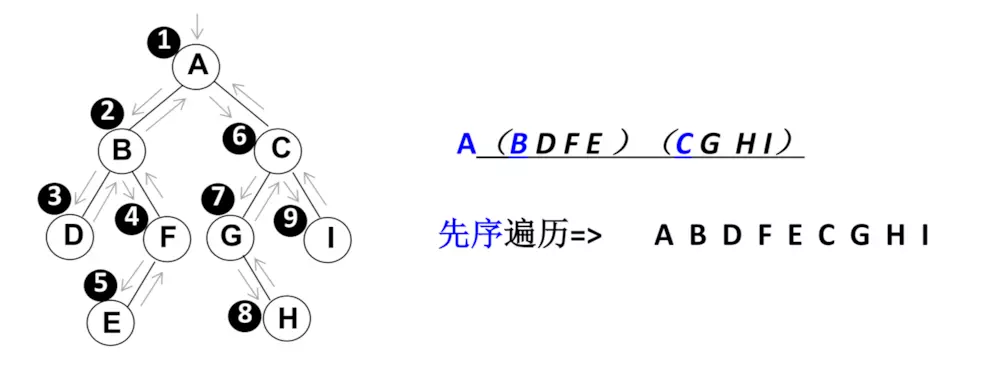 1
A
2
B
6
C
3
D
4
F
7
G
9
I
5
E
8
H
A（B D F E ）（C G H I）
先序遍历=> A B D F E C G H I